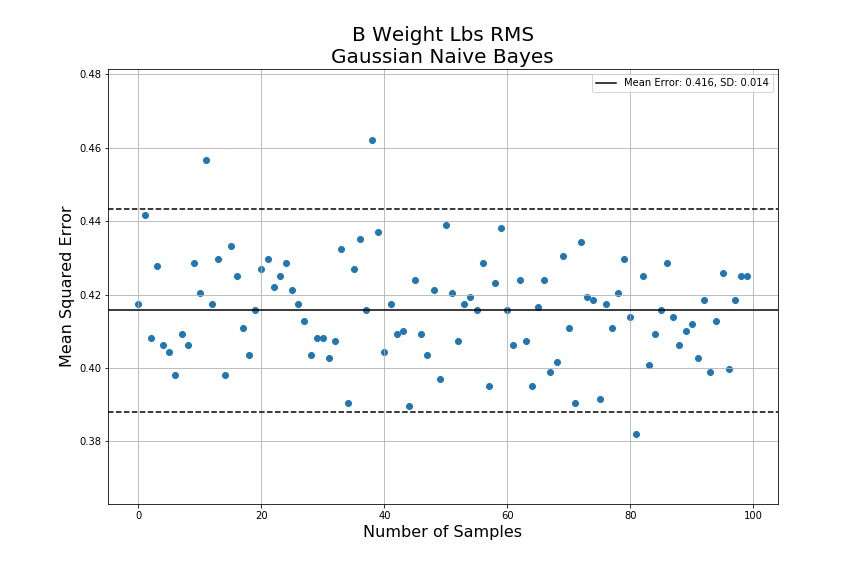 B Weight Lbs RMS
Gaussian Naive Bayes
Mean Error: 0.416, SD: 0.014
Mean Squared Error
0.48
0.46
0.44
0.42
0.40
0.38
0 20 40 60 80 100
Number of Samples